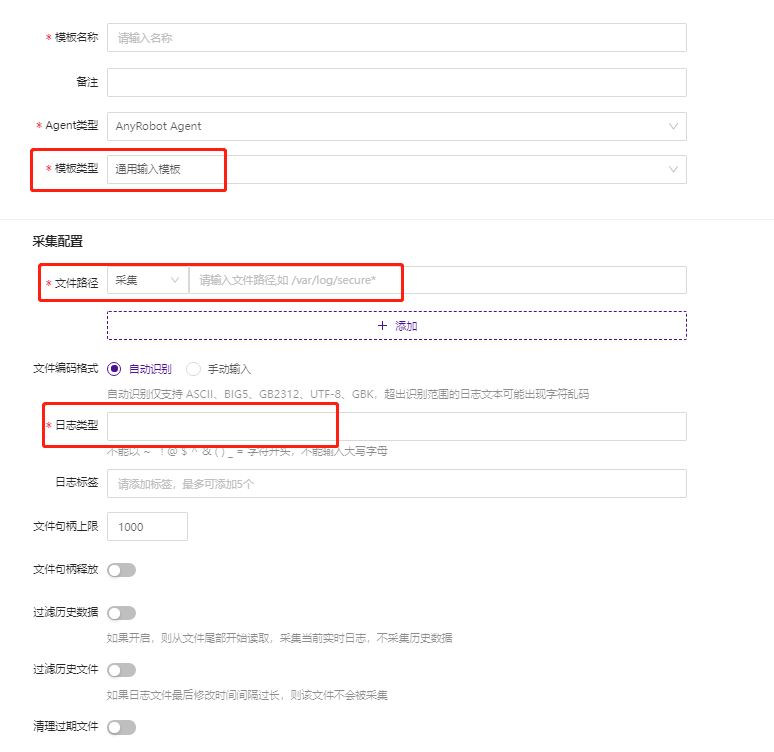 * 模板名称 请输入名称
备注
* Agent类型 AnyRobot Agent
* 模板类型 通用输入模板
采集配置
* 文件路径 采集 请输入文件路径,如 /var/log/secure*
+ 添加
文件编码格式 自动识别 手动输入
自动识别仅支持 ASCII、BIG5、GB2312、UTF-8、GBK，超出识别范围的日志文本可能出现字符乱码
* 日志类型
不能以 ~ ` ! @ $ ^ & ( ) _ = 字符开头，不能输入大写字母
日志标签 请添加标签，最多可添加5个
文件句柄上限 1000
文件句柄释放
过滤历史数据
如果开启，则从文件尾部开始读取，采集当前实时日志，不采集历史数据
过滤历史文件
如果日志文件最后修改时间间隔过长，则该文件不会被采集
清理过期文件